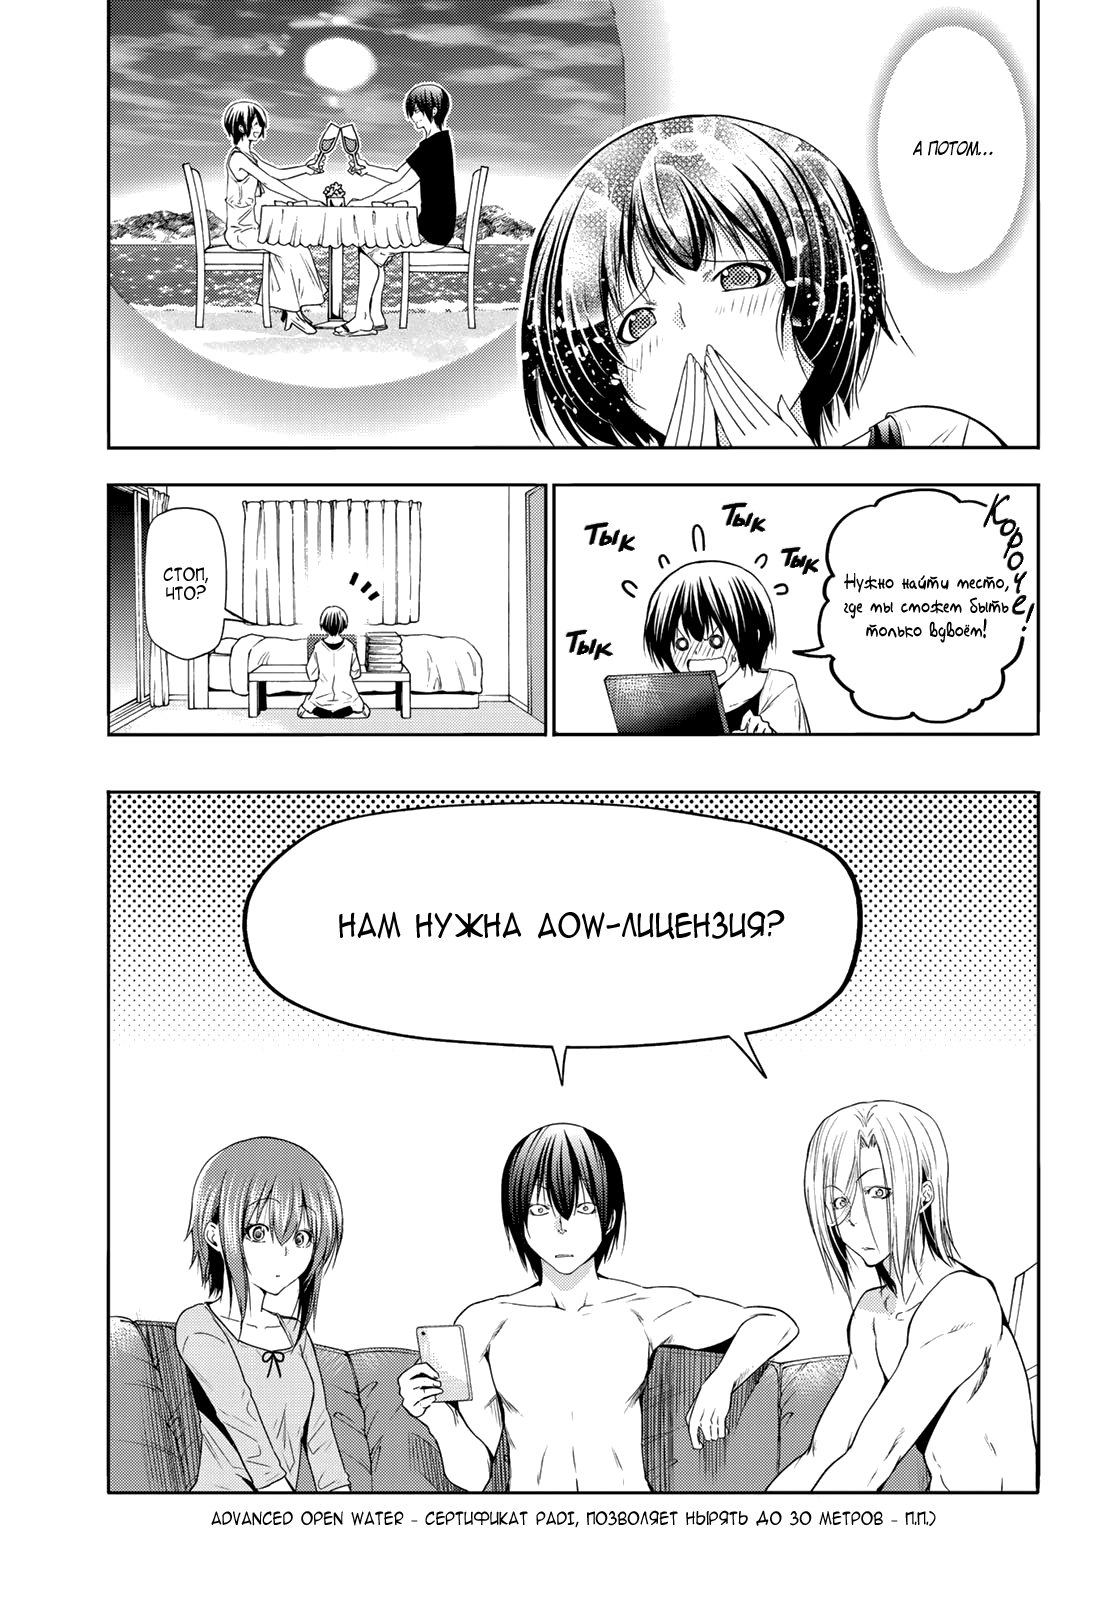 А ПОТОМ...
ТЫК
ТЫК
ТЫК
ТЫК
КОРОЧЕ!
Нужно найти место,
где мы сможем быть
только вдвоём!
СТОП,
ЧТО?
НАМ НУЖНА AOW-ЛИЦЕНЗИЯ?
ADVANCED OPEN WATER - СЕРТИФИКАТ PADI, ПОЗВОЛЯЕТ НЫРЯТЬ ДО 30 МЕТРОВ - П.П.)